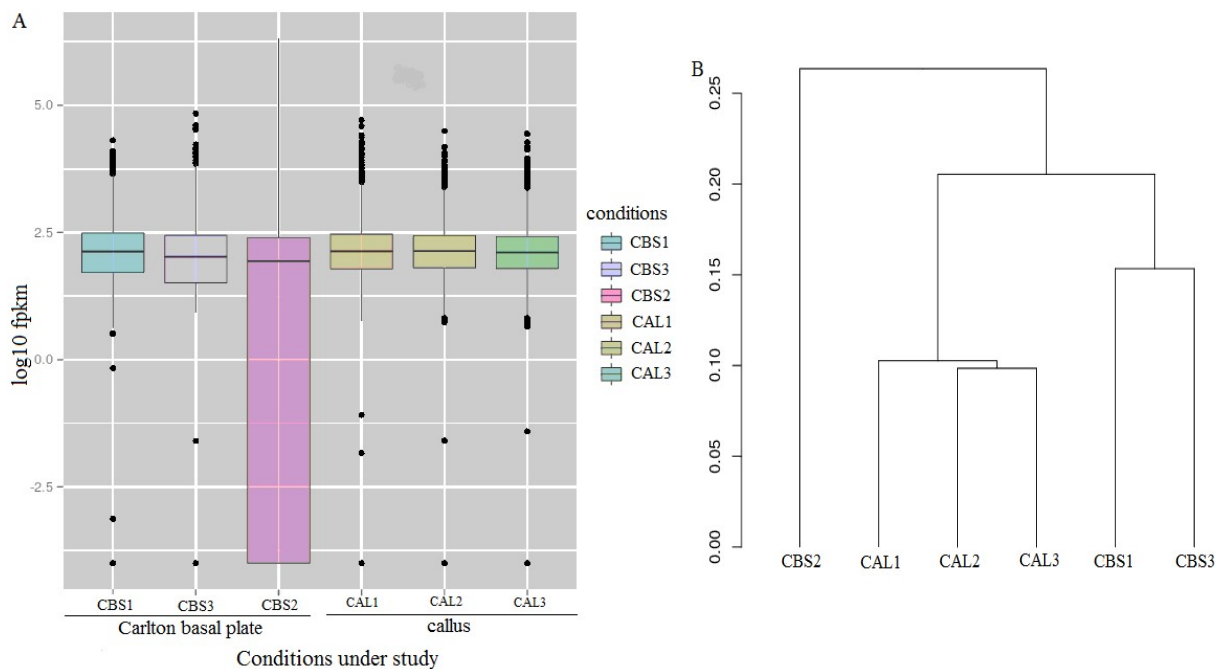 A
5.0
2.5
0.0
-2.5
log10 fpkm
CBS1
CBS3
CBS2
CAL1
CAL2
CAL3
Carlton basal plate
callus
Conditions under study
conditions
CBS1
CBS3
CBS2
CAL1
CAL2
CAL3
B
0.25
0.20
0.15
0.10
0.05
0.00
CBS2
CAL1
CAL2
CAL3
CBS1
CBS3